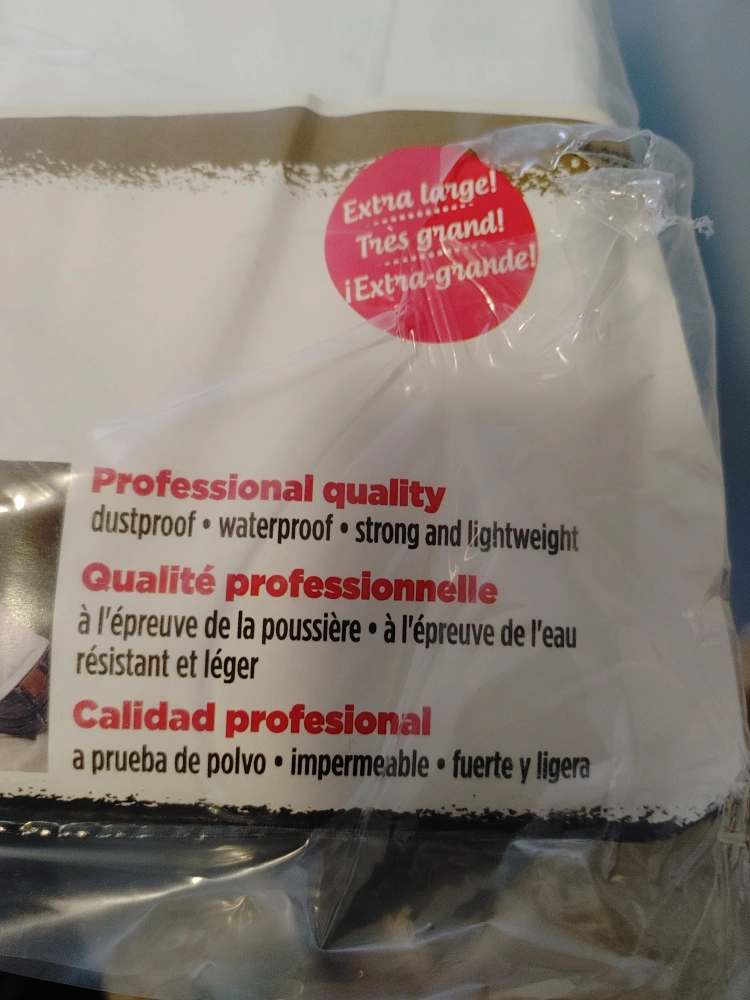 Extra large!
Très grand!
¡Extra-grande!
Professional quality
dustproof • waterproof • strong and lightweight
Qualité professionnelle
à l'épreuve de la poussière • à l'épreuve de l'eau
résistant et léger
Calidad profesional
a prueba de polvo • impermeable • fuerte y ligera